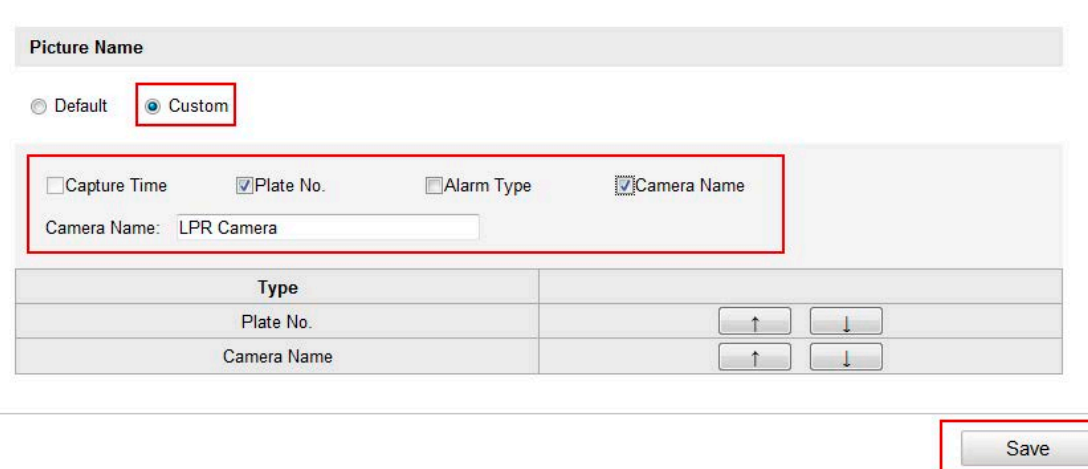 Picture Name
Default Custom
Capture Time Plate No. Alarm Type Camera Name
Camera Name: LPR Camera
Type
Plate No. ↑ ↓
Camera Name ↑ ↓
Save